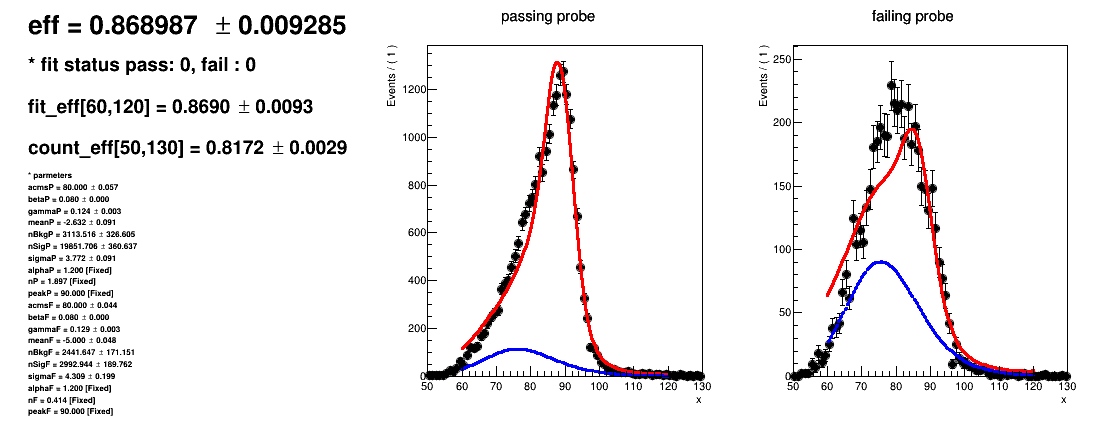 eff = 0.868987 ± 0.009285
* fit status pass: 0, fail : 0
fit_eff[60,120] = 0.8690 ± 0.0093
count_eff[50,130] = 0.8172 ± 0.0029
* parmeters
acmsP = 80.000 ± 0.057
betaP = 0.080 ± 0.000
gammaP = 0.124 ± 0.003
meanP = -2.632 ± 0.091
nBkgP = 3113.516 ± 326.605
nSigP = 19851.706 ± 360.637
sigmaP = 3.772 ± 0.091
alphaP = 1.200 [Fixed]
nP = 1.897 [Fixed]
peakP = 90.000 [Fixed]
acmsF = 80.000 ± 0.044
betaF = 0.080 ± 0.000
gammaF = 0.129 ± 0.003
meanF = -5.000 ± 0.048
nBkgF = 2441.647 ± 171.151
nSigF = 2992.944 ± 189.762
sigmaF = 4.309 ± 0.199
alphaF = 1.200 [Fixed]
nF = 0.414 [Fixed]
peakF = 90.000 [Fixed]
passing probe
Events / ( 1 )
1200
1000
800
600
400
200
0
50 60 70 80 90 100 110 120 130
x
failing probe
Events / ( 1 )
250
200
150
100
50
0
50 60 70 80 90 100 110 120 130
x